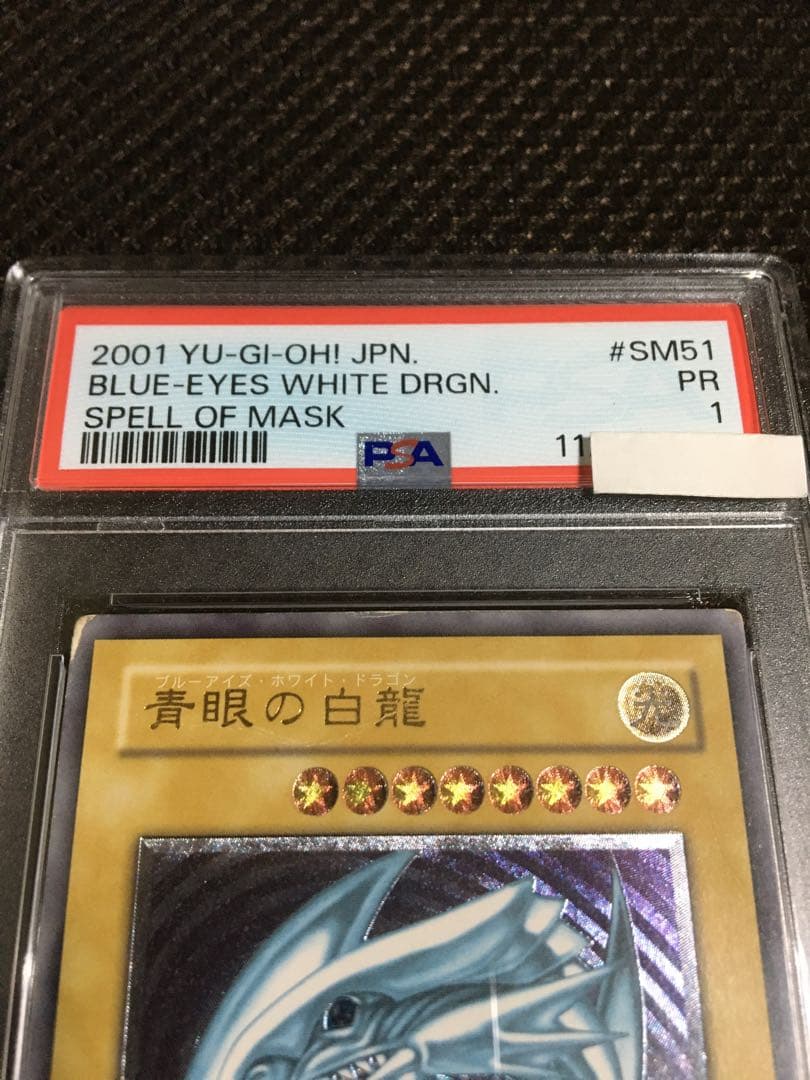 2001 YU-GI-OH! JPN. #SM51
BLUE-EYES WHITE DRGN. PR
SPELL OF MASK 1
PSA 11
ブルーアイズ・ホワイト・ドラゴン
青眼の白龍
光